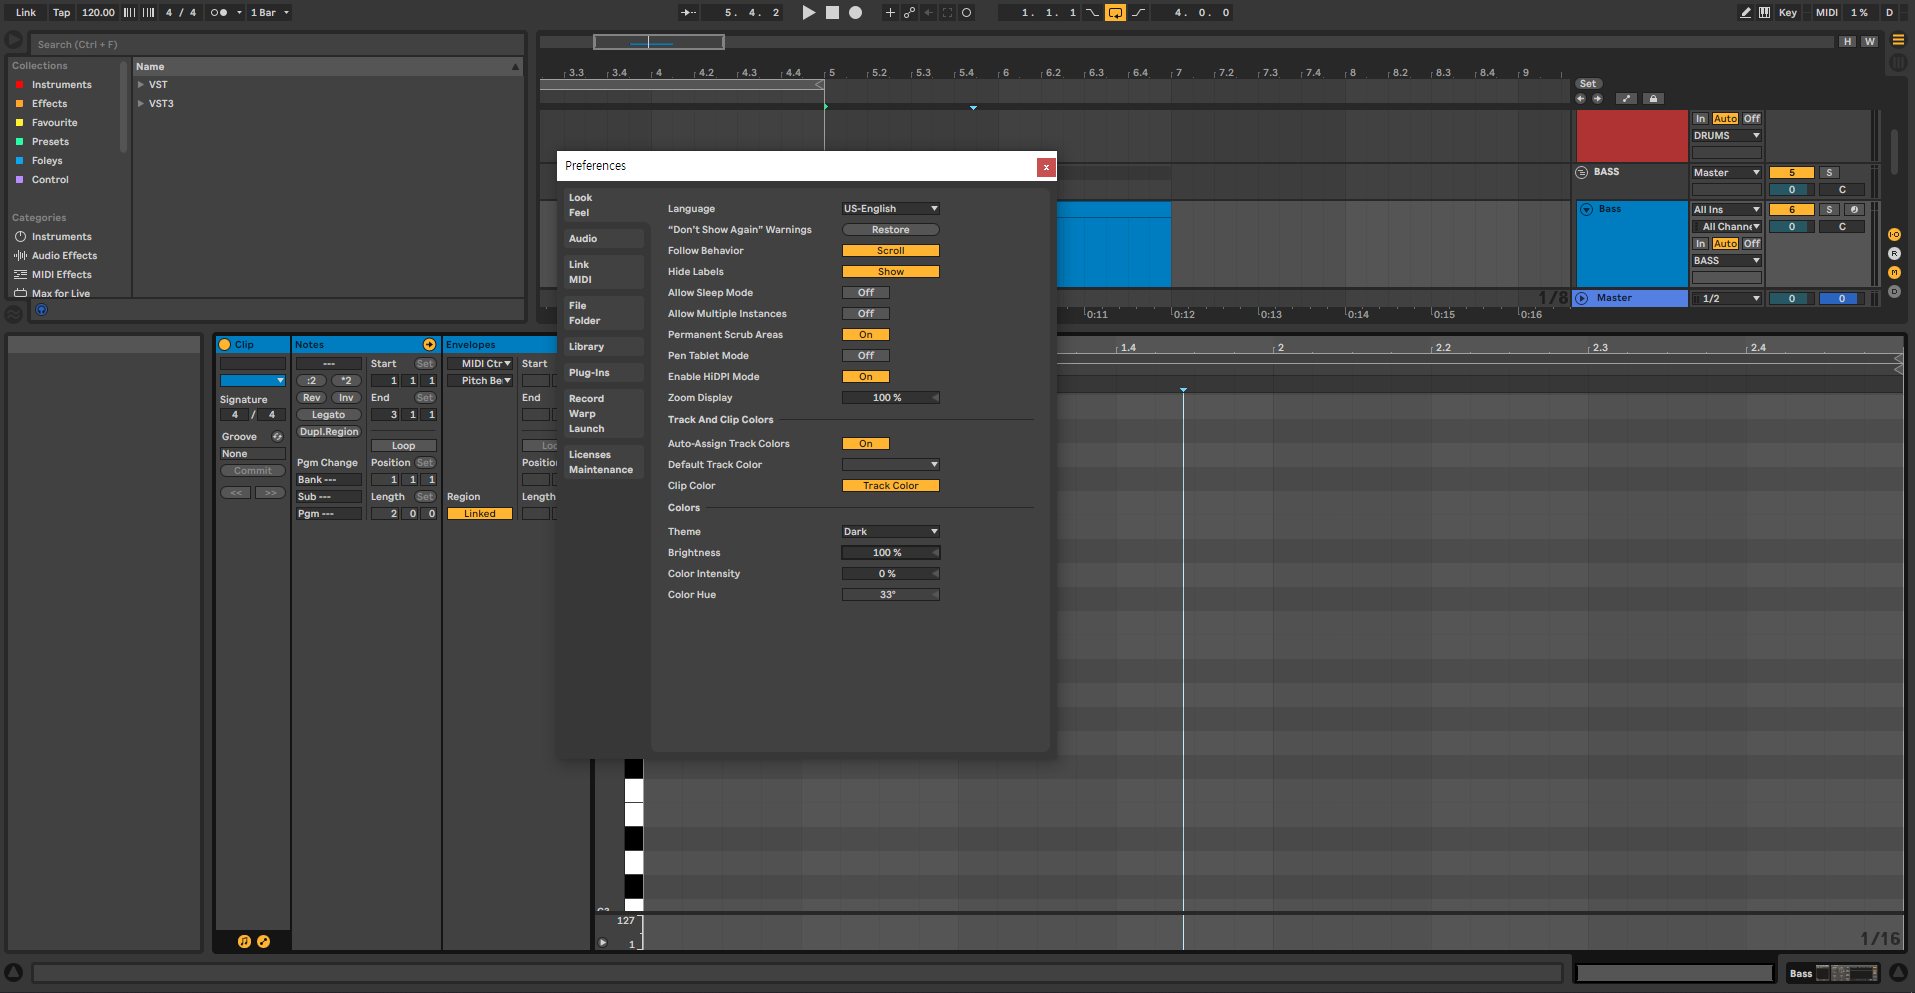 Link Tap 120.00 4 / 4 1 Bar 5. 4. 2 1. 1. 1 4. 0. 0 Key MIDI 1 % D
Search (Ctrl + F)
H W
Collections
Instruments
Effects
Favourite
Presets
Foleys
Control
Categories
Instruments
Audio Effects
MIDI Effects
Max for Live
Name
VST
VST3
3.3 3.4 4 4.2 4.3 4.4 5 5.2 5.3 5.4 6 6.2 6.3 6.4 7 7.2 7.3 7.4 8 8.2 8.3 8.4 9
Set
In Auto Off
DRUMS
BASS Master 5 S
0 C
Bass All Ins 6 S
All Channe 0 C
In Auto Off
BASS
1/8 Master 1/2 0 0
0:11 0:12 0:13 0:14 0:15 0:16
I·O
R
M
D
Preferences
x
Look
Feel
Audio
Link
MIDI
File
Folder
Library
Plug-Ins
Record
Warp
Launch
Licenses
Maintenance
Language US-English
“Don't Show Again” Warnings Restore
Follow Behavior Scroll
Hide Labels Show
Allow Sleep Mode Off
Allow Multiple Instances Off
Permanent Scrub Areas On
Pen Tablet Mode Off
Enable HiDPI Mode On
Zoom Display 100 %
Track And Clip Colors
Auto-Assign Track Colors On
Default Track Color
Clip Color Track Color
Colors
Theme Dark
Brightness 100 %
Color Intensity 0 %
Color Hue 33°
Clip
Signature
4 / 4
Groove
None
Commit
<< >>
Notes
---
:2 *2
Rev Inv
Legato
Dupl.Region
Pgm Change
Bank ---
Sub ---
Pgm ---
Start Set
1 1 1
End Set
3 1 1
Loop
Position Set
1 1 1
Length Set
2 0 0
Envelopes
MIDI Ctr
Pitch Be
Region
Linked
Start
End
Loc
Position
Length
1.4 2 2.2 2.3 2.4
C3
127
1
1/16
Bass